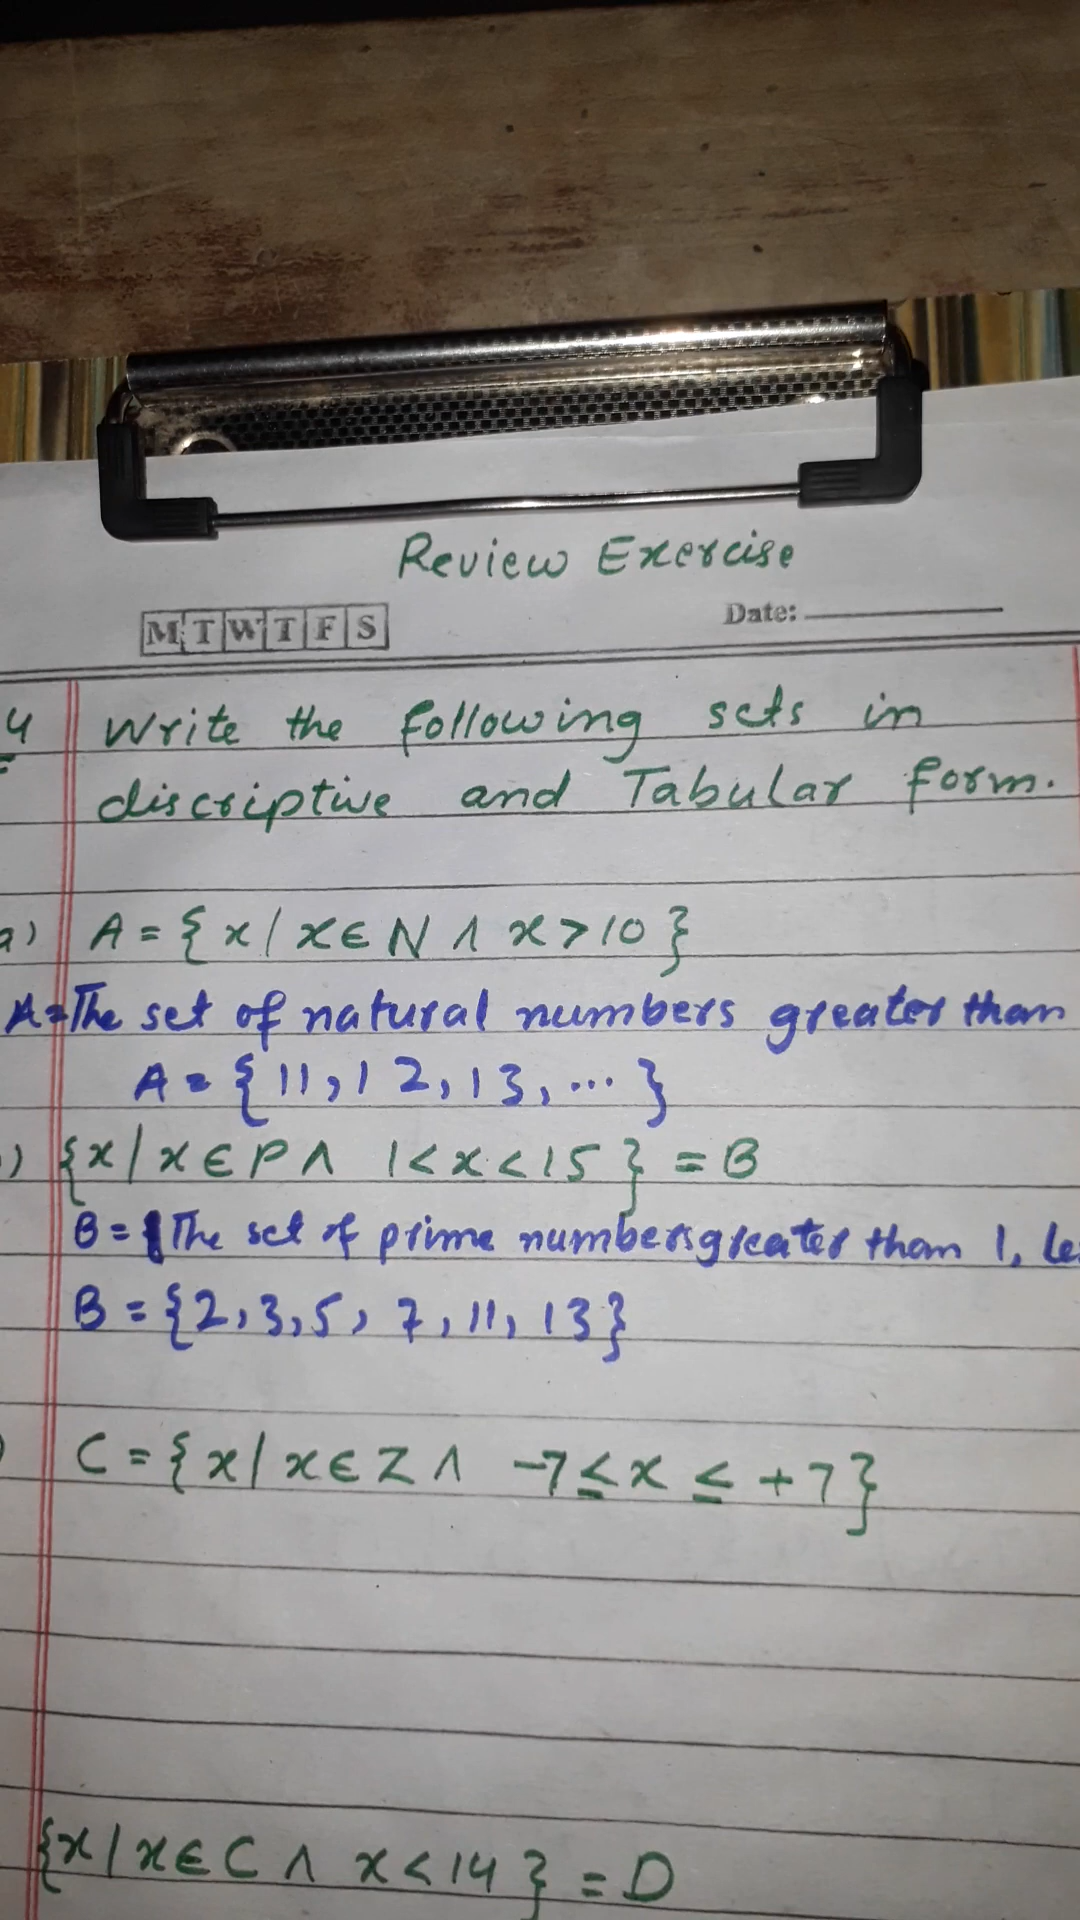 Review Exercise
M T W T F S Date:
4 Write the following sets in
discriptive and Tabular form.
a) A = { x / x ∈ N ∧ x > 10 }
A = The set of natural numbers greater than
A = { 11, 12, 13, ... }
) { x / x ∈ P ∧ 1 < x < 15 } = B
B = The set of prime numbers greater than 1,
B = { 2, 3, 5, 7, 11, 13 }
) C = { x / x ∈ Z ∧ -7 ≤ x ≤ +7 }
{ x / x ∈ C ∧ x < 14 } = D